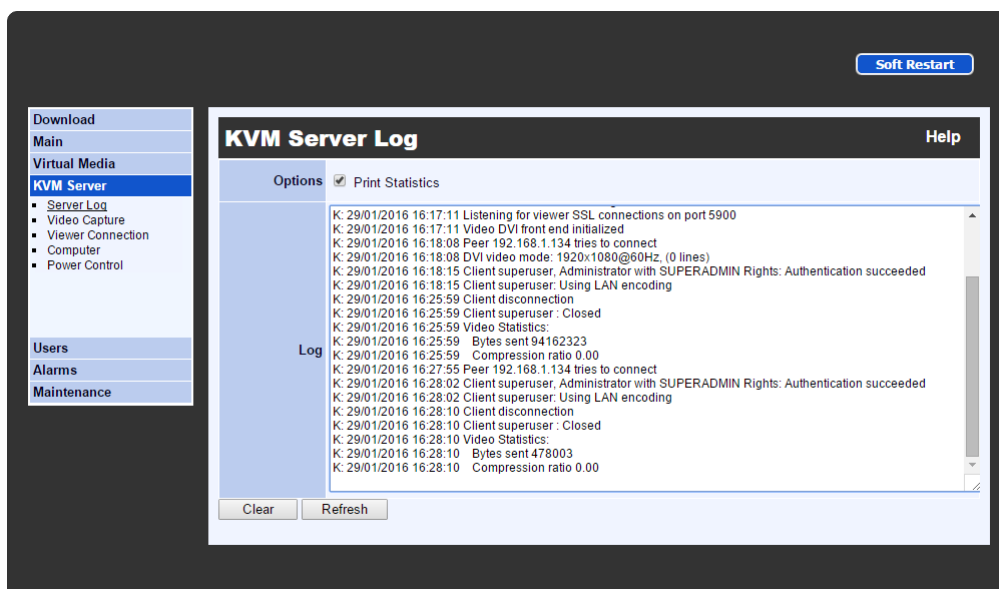 Soft Restart
Download
Main
Virtual Media
KVM Server
Server Log
Video Capture
Viewer Connection
Computer
Power Control
Users
Alarms
Maintenance
KVM Server Log
Help
Options
Print Statistics
Log
K: 29/01/2016 16:17:11 Listening for viewer SSL connections on port 5900
K: 29/01/2016 16:17:11 Video DVI front end initialized
K: 29/01/2016 16:18:08 Peer 192.168.1.134 tries to connect
K: 29/01/2016 16:18:08 DVI video mode: 1920x1080@60Hz, (0 lines)
K: 29/01/2016 16:18:15 Client superuser, Administrator with SUPERADMIN Rights: Authentication succeeded
K: 29/01/2016 16:18:15 Client superuser: Using LAN encoding
K: 29/01/2016 16:25:59 Client disconnection
K: 29/01/2016 16:25:59 Client superuser : Closed
K: 29/01/2016 16:25:59 Video Statistics:
K: 29/01/2016 16:25:59 Bytes sent 94162323
K: 29/01/2016 16:25:59 Compression ratio 0.00
K: 29/01/2016 16:27:55 Peer 192.168.1.134 tries to connect
K: 29/01/2016 16:28:02 Client superuser, Administrator with SUPERADMIN Rights: Authentication succeeded
K: 29/01/2016 16:28:02 Client superuser: Using LAN encoding
K: 29/01/2016 16:28:10 Client disconnection
K: 29/01/2016 16:28:10 Client superuser : Closed
K: 29/01/2016 16:28:10 Video Statistics:
K: 29/01/2016 16:28:10 Bytes sent 478003
K: 29/01/2016 16:28:10 Compression ratio 0.00
Clear
Refresh